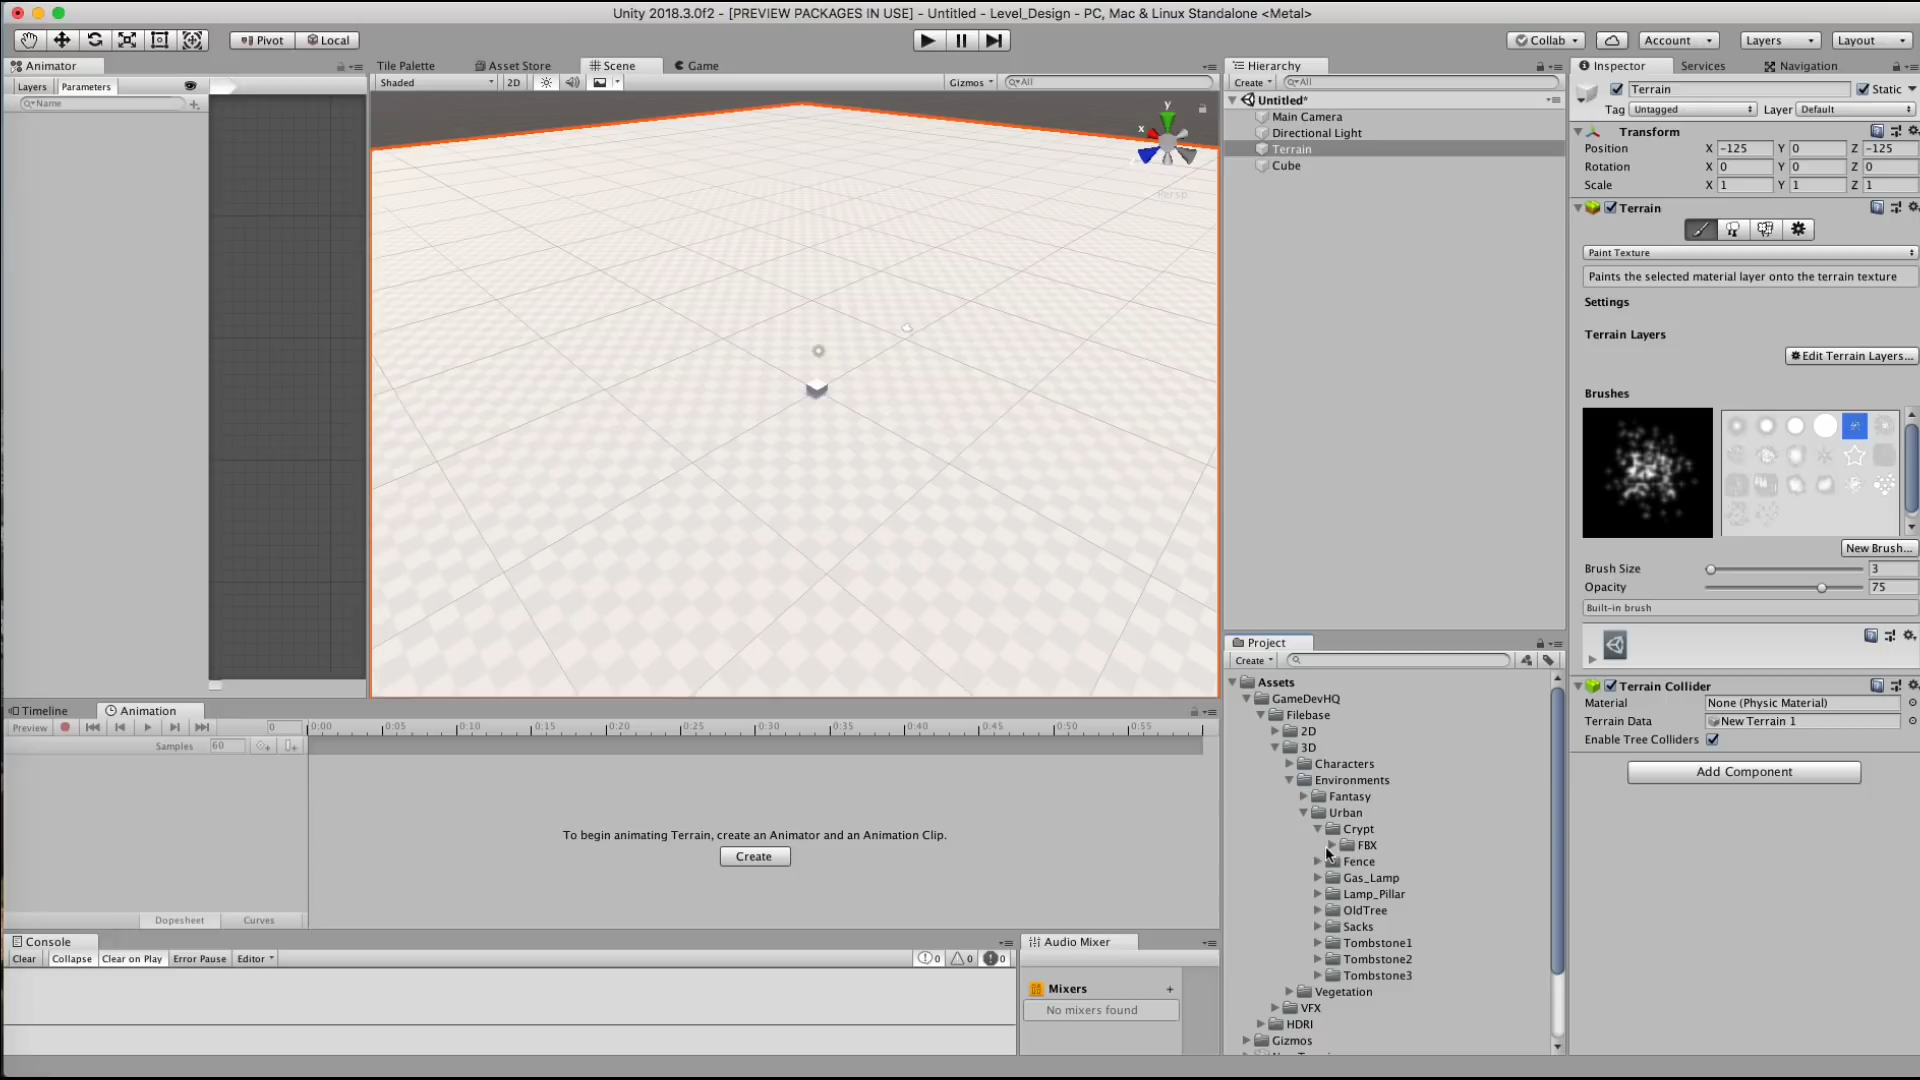 Unity 2018.3.0f2 - [PREVIEW PACKAGES IN USE] - Untitled - Level_Design - PC, Mac & Linux Standalone <Metal>
Pivot Local Collab Account Layers Layout
Animator
Layers Parameters
Name
Tile Palette Asset Store Scene Game
Shaded 2D Gizmos All
y
x
Persp
Hierarchy
Create All
Untitled*
Main Camera
Directional Light
Terrain
Cube
Inspector Services Navigation
Terrain Static
Tag Untagged Layer Default
Transform
Position X -125 Y 0 Z -125
Rotation X 0 Y 0 Z 0
Scale X 1 Y 1 Z 1
Terrain
Paint Texture
Paints the selected material layer onto the terrain texture
Settings
Terrain Layers
Edit Terrain Layers...
Brushes
New Brush...
Brush Size 3
Opacity 75
Built-in brush
Terrain Collider
Material None (Physic Material)
Terrain Data New Terrain 1
Enable Tree Colliders
Add Component
Project
Create
Assets
GameDevHQ
Filebase
2D
3D
Characters
Environments
Fantasy
Urban
Crypt
FBX
Fence
Gas_Lamp
Lamp_Pillar
OldTree
Sacks
Tombstone1
Tombstone2
Tombstone3
Vegetation
VFX
HDRI
Gizmos
Timeline Animation
Preview 0 0:00 0:05 0:10 0:15 0:20 0:25 0:30 0:35 0:40 0:45 0:50 0:55
Samples 60
To begin animating Terrain, create an Animator and an Animation Clip.
Create
Dopesheet Curves
Console
Clear Collapse Clear on Play Error Pause Editor 0 0 0
Audio Mixer
Mixers +
No mixers found